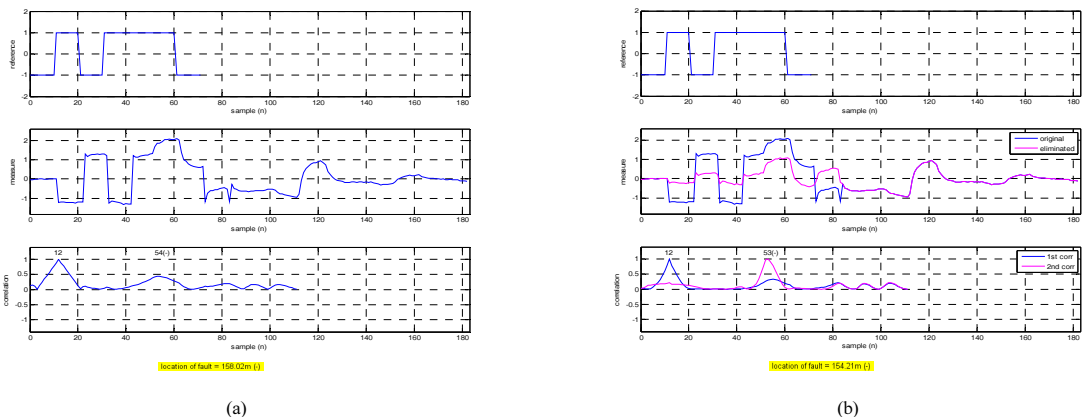 2
1
0
-1
-2
reference
0 20 40 60 80 100 120 140 160 180
sample (n)
2
1
0
-1
measure
0 20 40 60 80 100 120 140 160 180
sample (n)
12
54(-)
1
0.5
0
-0.5
-1
correlation
0 20 40 60 80 100 120 140 160 180
sample (n)
location of fault = 158.02m (-)
(a)
2
1
0
-1
-2
reference
0 20 40 60 80 100 120 140 160 180
sample (n)
2
1
0
-1
measure
original
eliminated
0 20 40 60 80 100 120 140 160 180
sample (n)
12
53(-)
1
0.5
0
-0.5
-1
correlation
1st corr
2nd corr
0 20 40 60 80 100 120 140 160 180
sample (n)
location of fault = 154.21m (-)
(b)